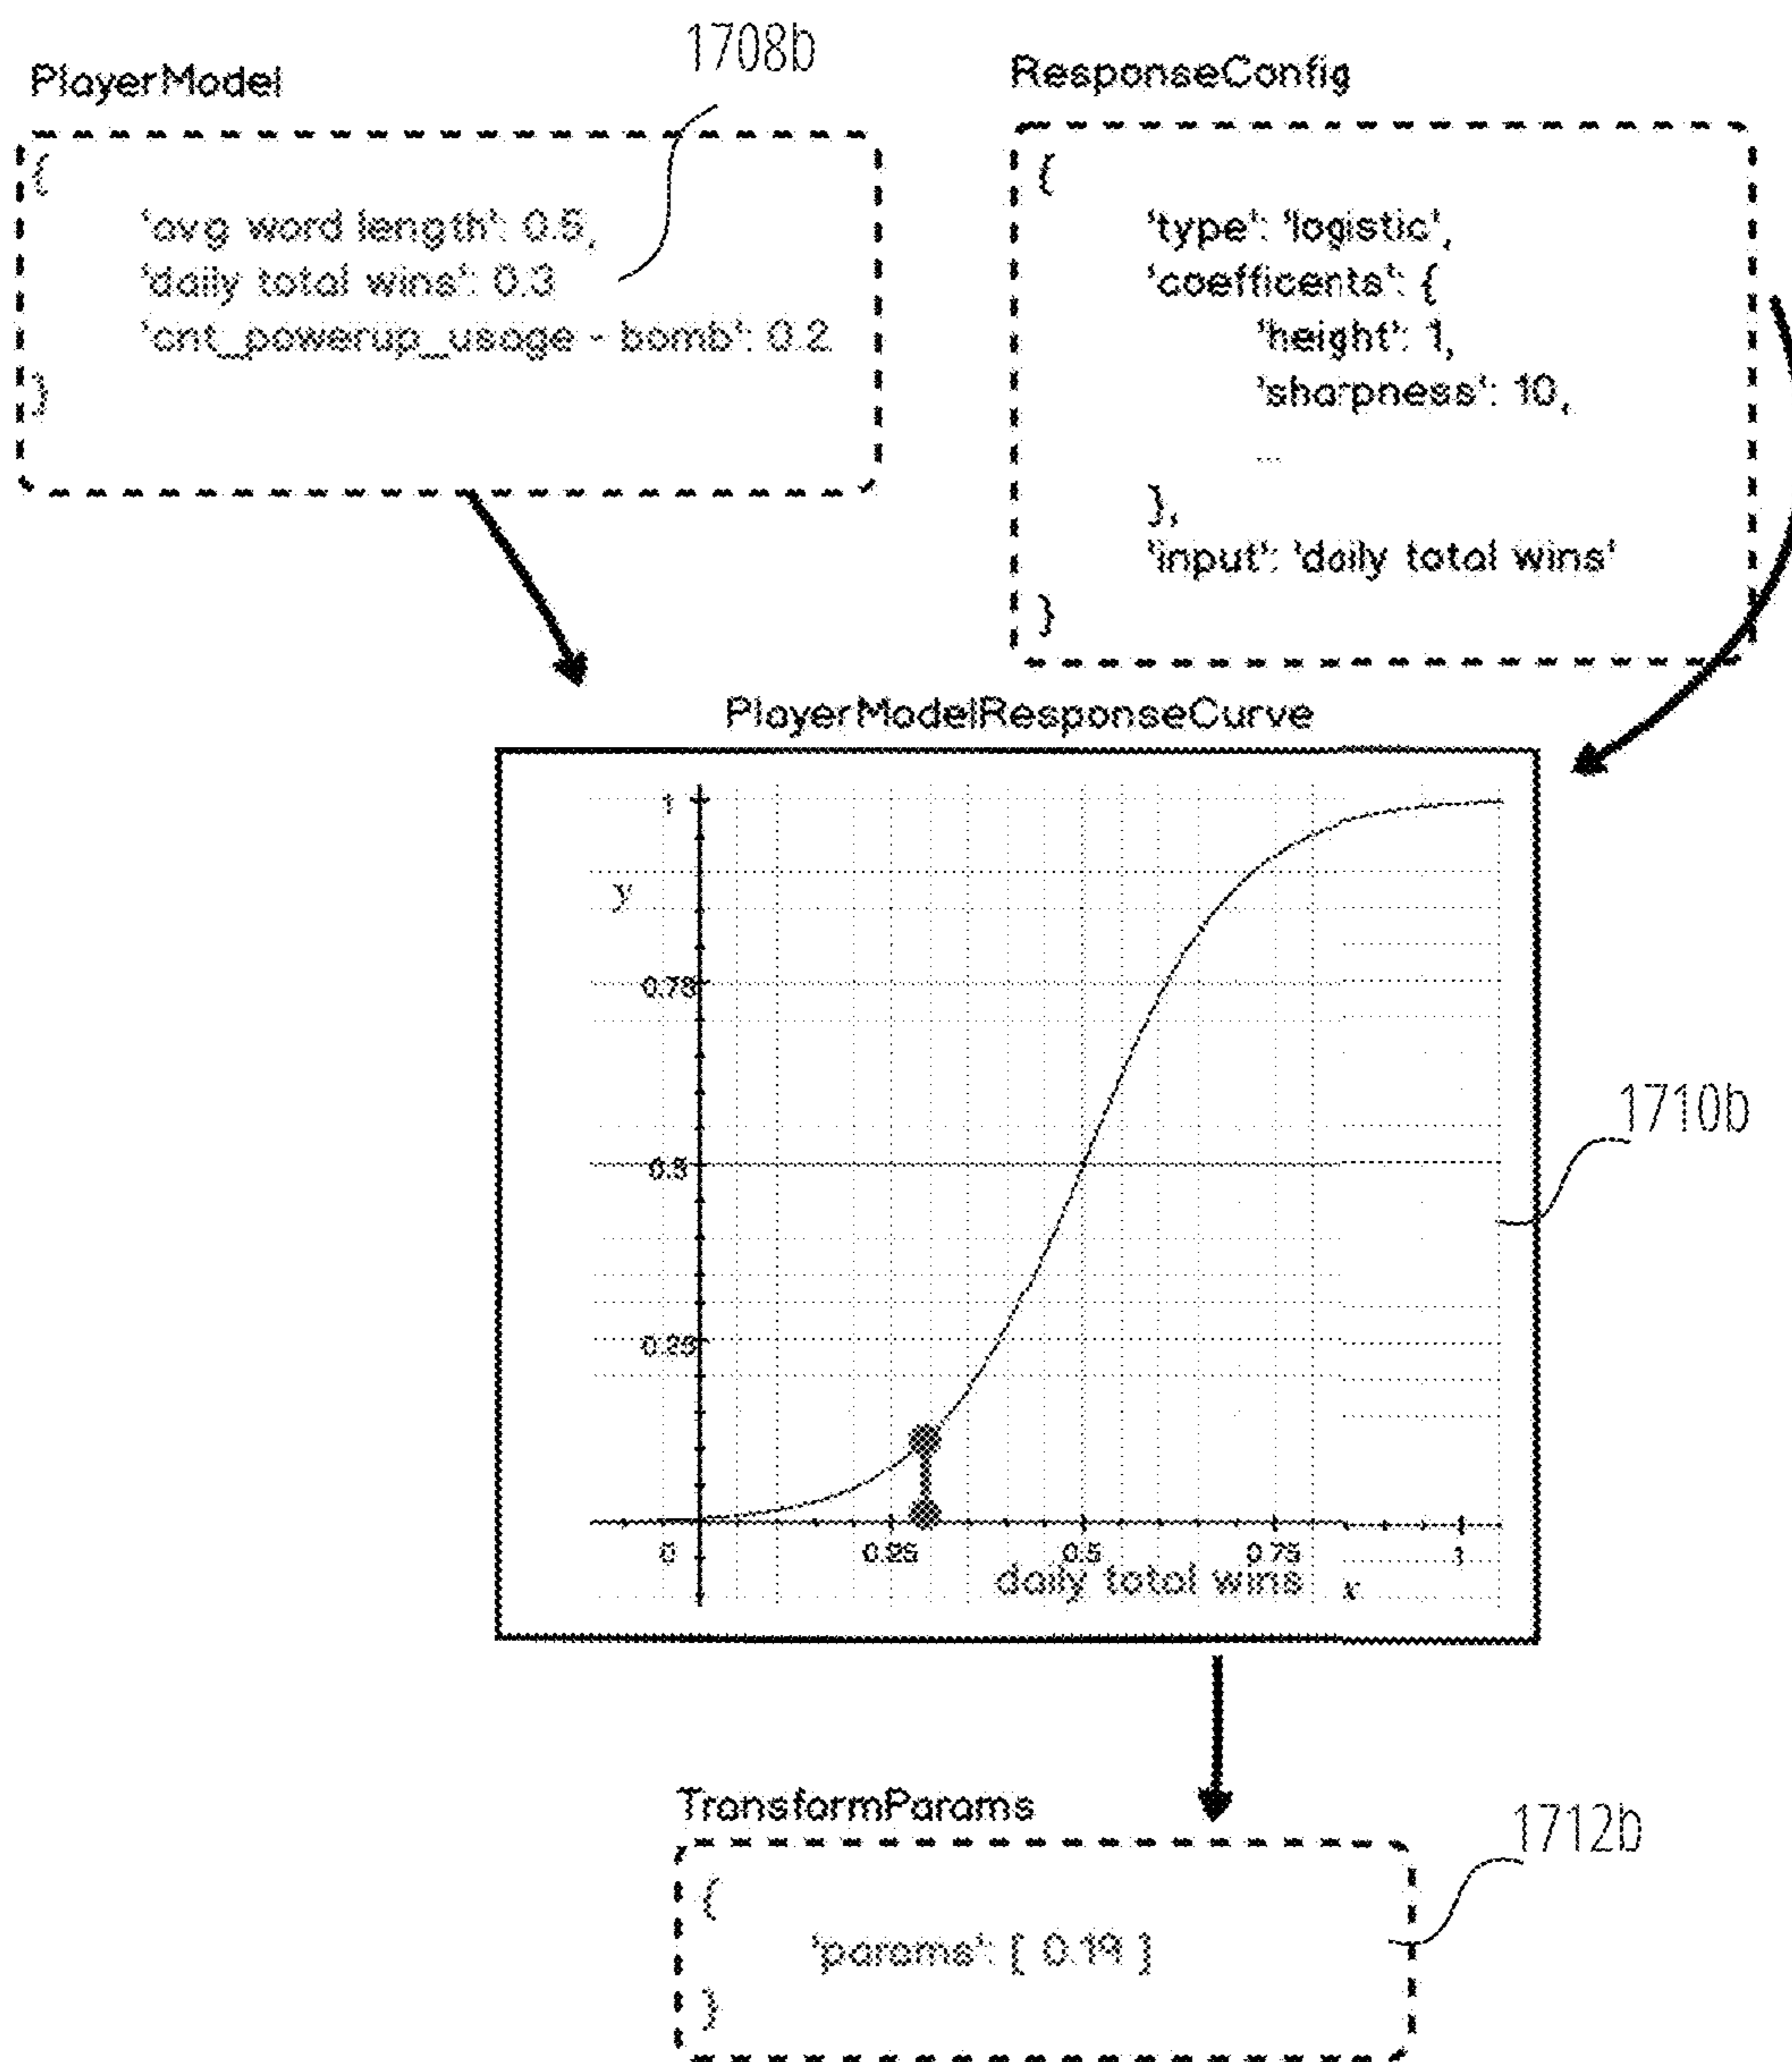 1708b
PlayerModel
{
'avg word length': 0.5,
'daily total wins': 0.3
'cnt_powerup_usage - bomb': 0.2
}
ResponseConfig
{
'type': 'logistic',
'coefficents': {
'height': 1,
'sharpness': 10,
...
},
'input': 'daily total wins'
}
PlayerModelResponseCurve
1
y
0.75
0.5
0.25
0
0.25
0.5
0.75
1
daily total wins
x
1710b
TransformParams
{
'params': [ 0.19 ]
}
1712b